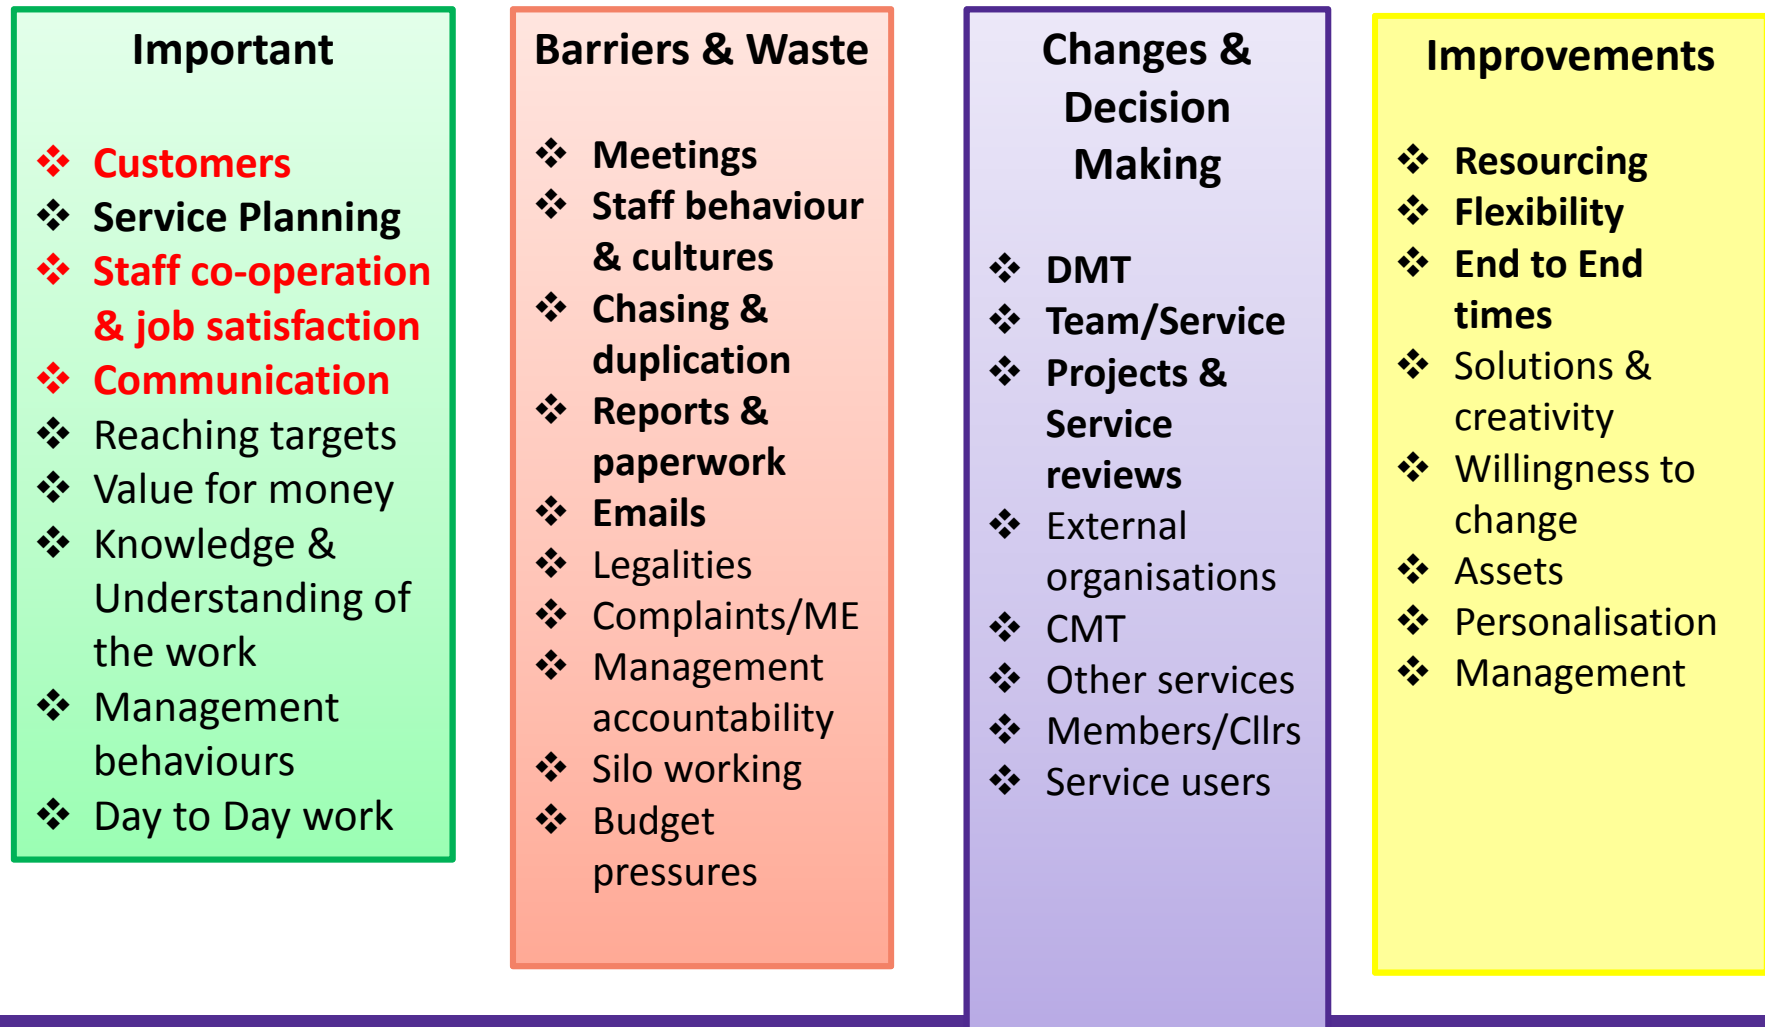 Important
❖ Customers
❖ Service Planning
❖ Staff co-operation
& job satisfaction
❖ Communication
❖ Reaching targets
❖ Value for money
❖ Knowledge &
Understanding of
the work
❖ Management
behaviours
❖ Day to Day work
Barriers & Waste
❖ Meetings
❖ Staff behaviour
& cultures
❖ Chasing &
duplication
❖ Reports &
paperwork
❖ Emails
❖ Legalities
❖ Complaints/ME
❖ Management
accountability
❖ Silo working
❖ Budget
pressures
Changes &
Decision
Making
❖ DMT
❖ Team/Service
❖ Projects &
Service
reviews
❖ External
organisations
❖ CMT
❖ Other services
❖ Members/Cllrs
❖ Service users
Improvements
❖ Resourcing
❖ Flexibility
❖ End to End
times
❖ Solutions &
creativity
❖ Willingness to
change
❖ Assets
❖ Personalisation
❖ Management